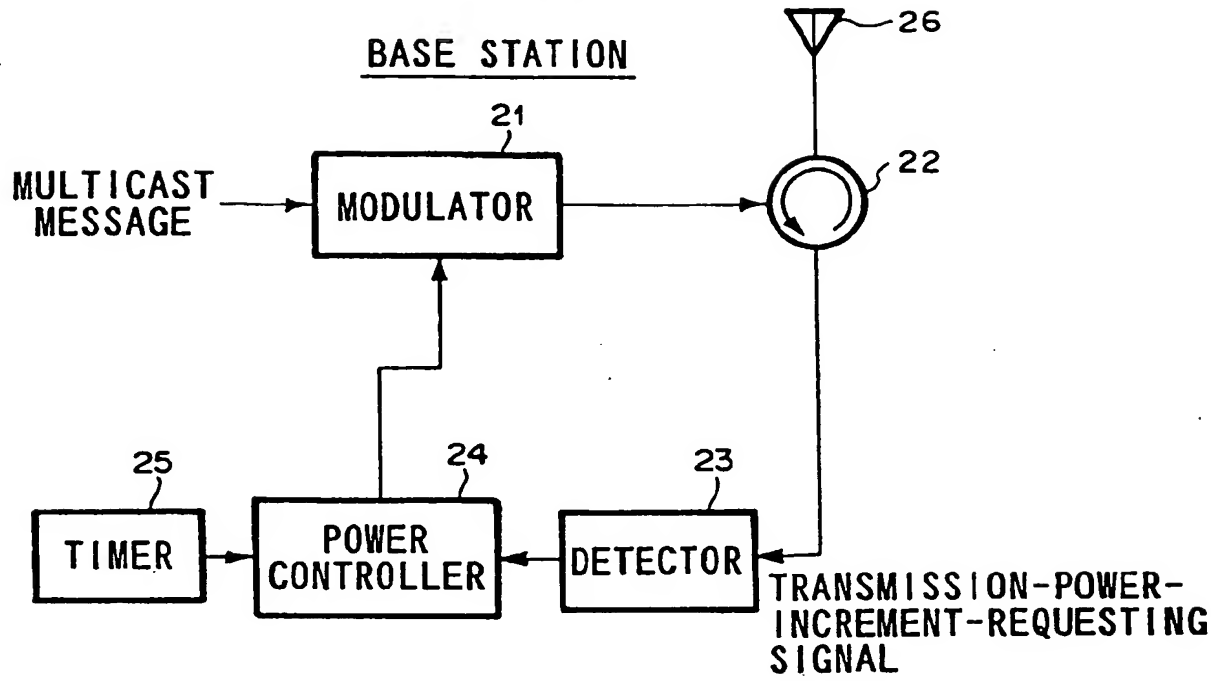 26
BASE STATION
21
22
MULTICAST
MESSAGE
MODULATOR
25
24
23
TIMER
POWER
CONTROLLER
DETECTOR
TRANSMISSION-POWER-
INCREMENT-REQUESTING
SIGNAL